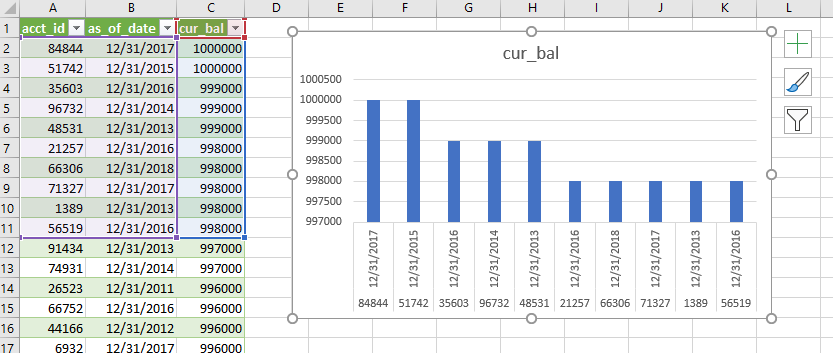 A B C D E F G H I J K L
1 acct_id as_of_date cur_bal
2 84844 12/31/2017 1000000
3 51742 12/31/2015 1000000
4 35603 12/31/2016 999000
5 96732 12/31/2014 999000
6 48531 12/31/2013 999000
7 21257 12/31/2016 998000
8 66306 12/31/2018 998000
9 71327 12/31/2017 998000
10 1389 12/31/2013 998000
11 56519 12/31/2016 998000
12 91434 12/31/2013 997000
13 74931 12/31/2014 997000
14 26523 12/31/2011 996000
15 66752 12/31/2016 996000
16 44166 12/31/2012 996000
17 6932 12/31/2017 996000
cur_bal
1000500
1000000
999500
999000
998500
998000
997500
997000
12/31/2017 12/31/2015 12/31/2016 12/31/2014 12/31/2013 12/31/2016 12/31/2018 12/31/2017 12/31/2013 12/31/2016
84844 51742 35603 96732 48531 21257 66306 71327 1389 56519